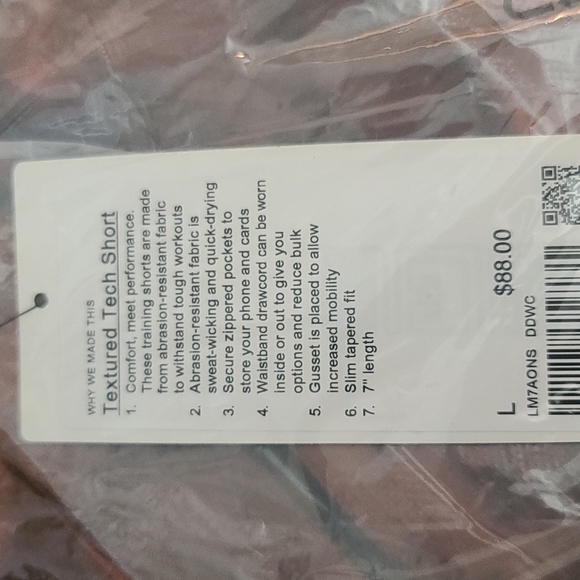 WHY WE MADE THIS
Textured Tech Short
1. Comfort, meet performance.
These training shorts are made
from abrasion-resistant fabric
to withstand tough workouts
2. Abrasion-resistant fabric is
sweat-wicking and quick-drying
3. Secure zippered pockets to
store your phone and cards
4. Waistband drawcord can be worn
inside or out to give you
options and reduce bulk
5. Gusset is placed to allow
increased mobility
6. Slim tapered fit
7. 7" length
L $88.00
LM7AONS DDWC